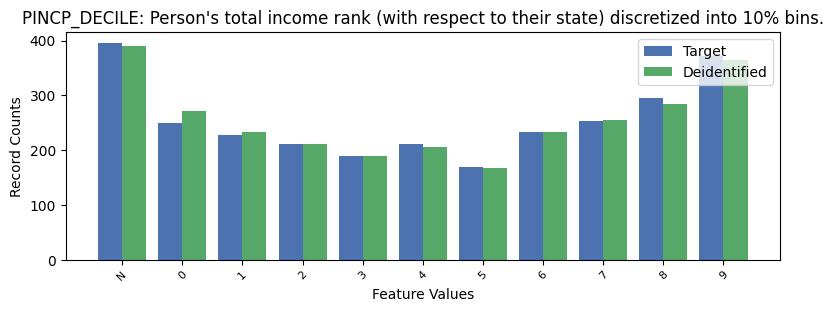 PINCP_DECILE: Person's total income rank (with respect to their state) discretized into 10% bins.
Target
Deidentified
Record Counts
400
300
200
100
0
N 0 1 2 3 4 5 6 7 8 9
Feature Values